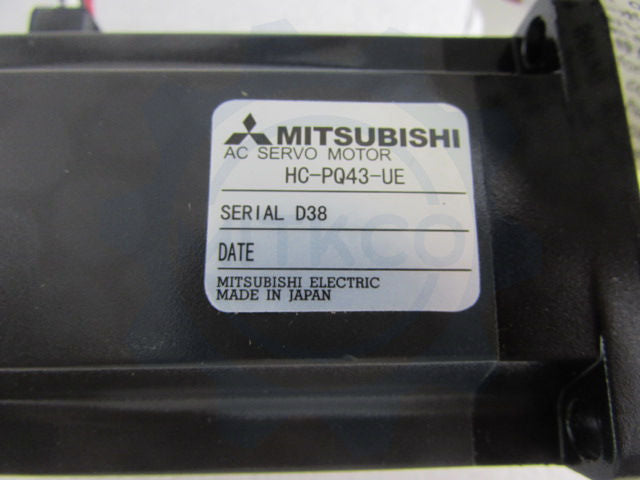 MITSUBISHI
AC SERVO MOTOR
HC-PQ43-UE
SERIAL D38
DATE
MITSUBISHI ELECTRIC
MADE IN JAPAN